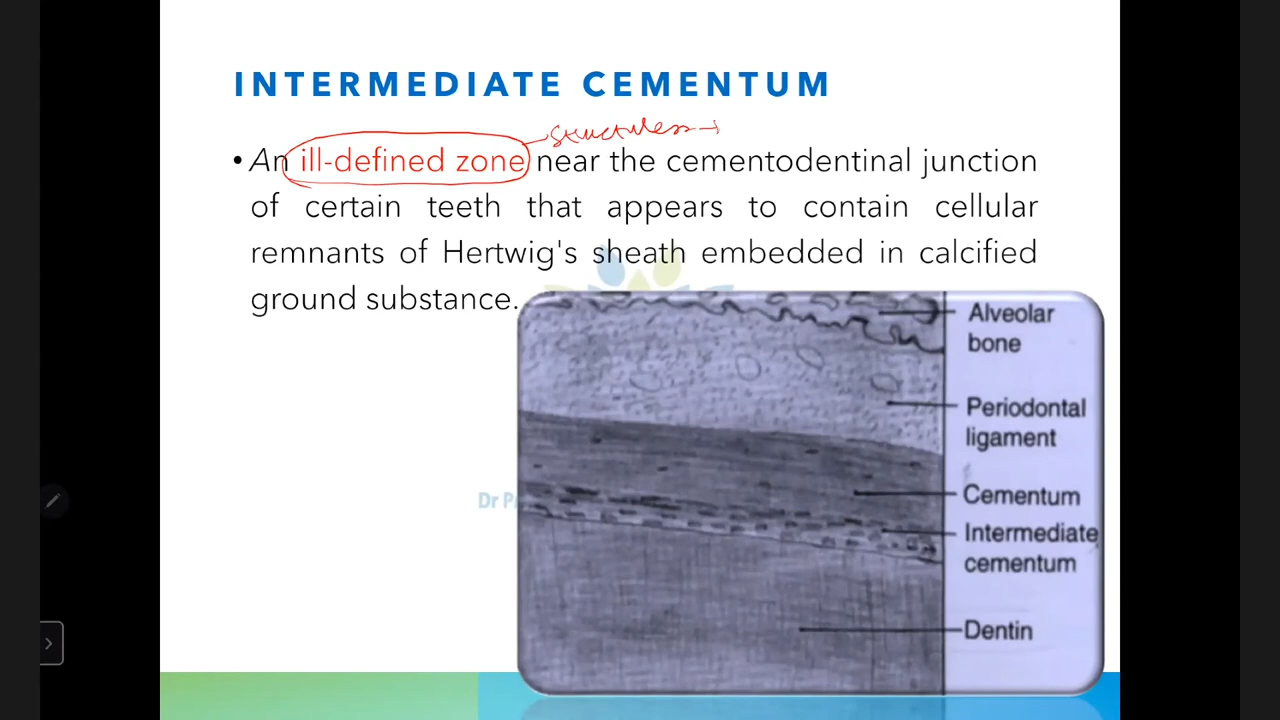 INTERMEDIATE CEMENTUM
structureless →
• An ill-defined zone near the cementodentinal junction
of certain teeth that appears to contain cellular
remnants of Hertwig's sheath embedded in calcified
ground substance.
Alveolar
bone
Periodontal
ligament
Cementum
Intermediate
cementum
Dentin
Dr